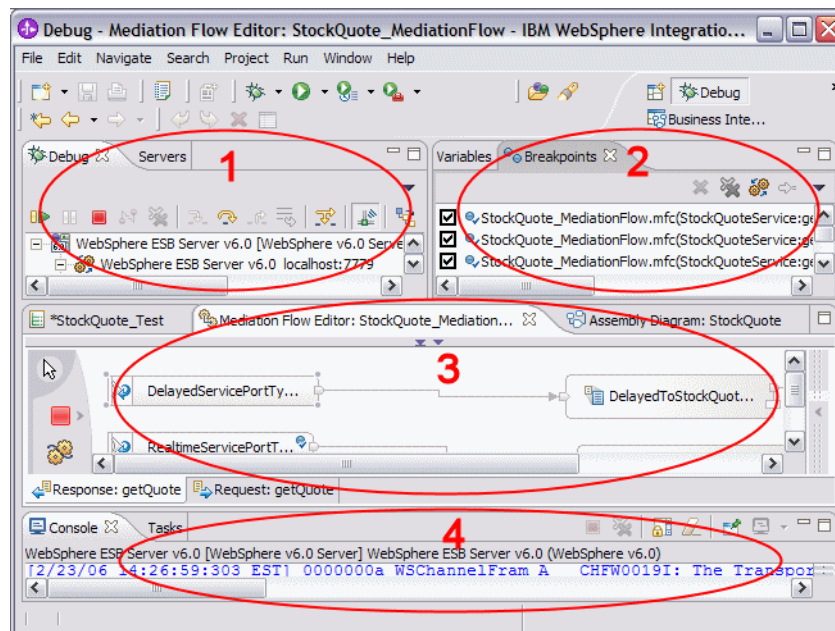 Debug - Mediation Flow Editor: StockQuote_MediationFlow - IBM WebSphere Integratio...
File Edit Navigate Search Project Run Window Help
Debug
Business Inte...
Debug Servers
1
Variables Breakpoints
2
StockQuote_MediationFlow.mfc(StockQuoteService:ge
StockQuote_MediationFlow.mfc(StockQuoteService:ge
StockQuote_MediationFlow.mfc(StockQuoteService:ge
WebSphere ESB Server v6.0 [WebSphere v6.0 Serve
WebSphere ESB Server v6.0 localhost:7779
*StockQuote_Test Mediation Flow Editor: StockQuote_Mediation... Assembly Diagram: StockQuote
3
DelayedServicePortTy... DelayedToStockQuot...
RealtimeServicePortT...
Response: getQuote Request: getQuote
Console Tasks
4
WebSphere ESB Server v6.0 [WebSphere v6.0 Server] WebSphere ESB Server v6.0 (WebSphere v6.0)
[2/23/06 14:26:59:303 EST] 0000000a WSChannelFram A CHFW0019I: The Transpor